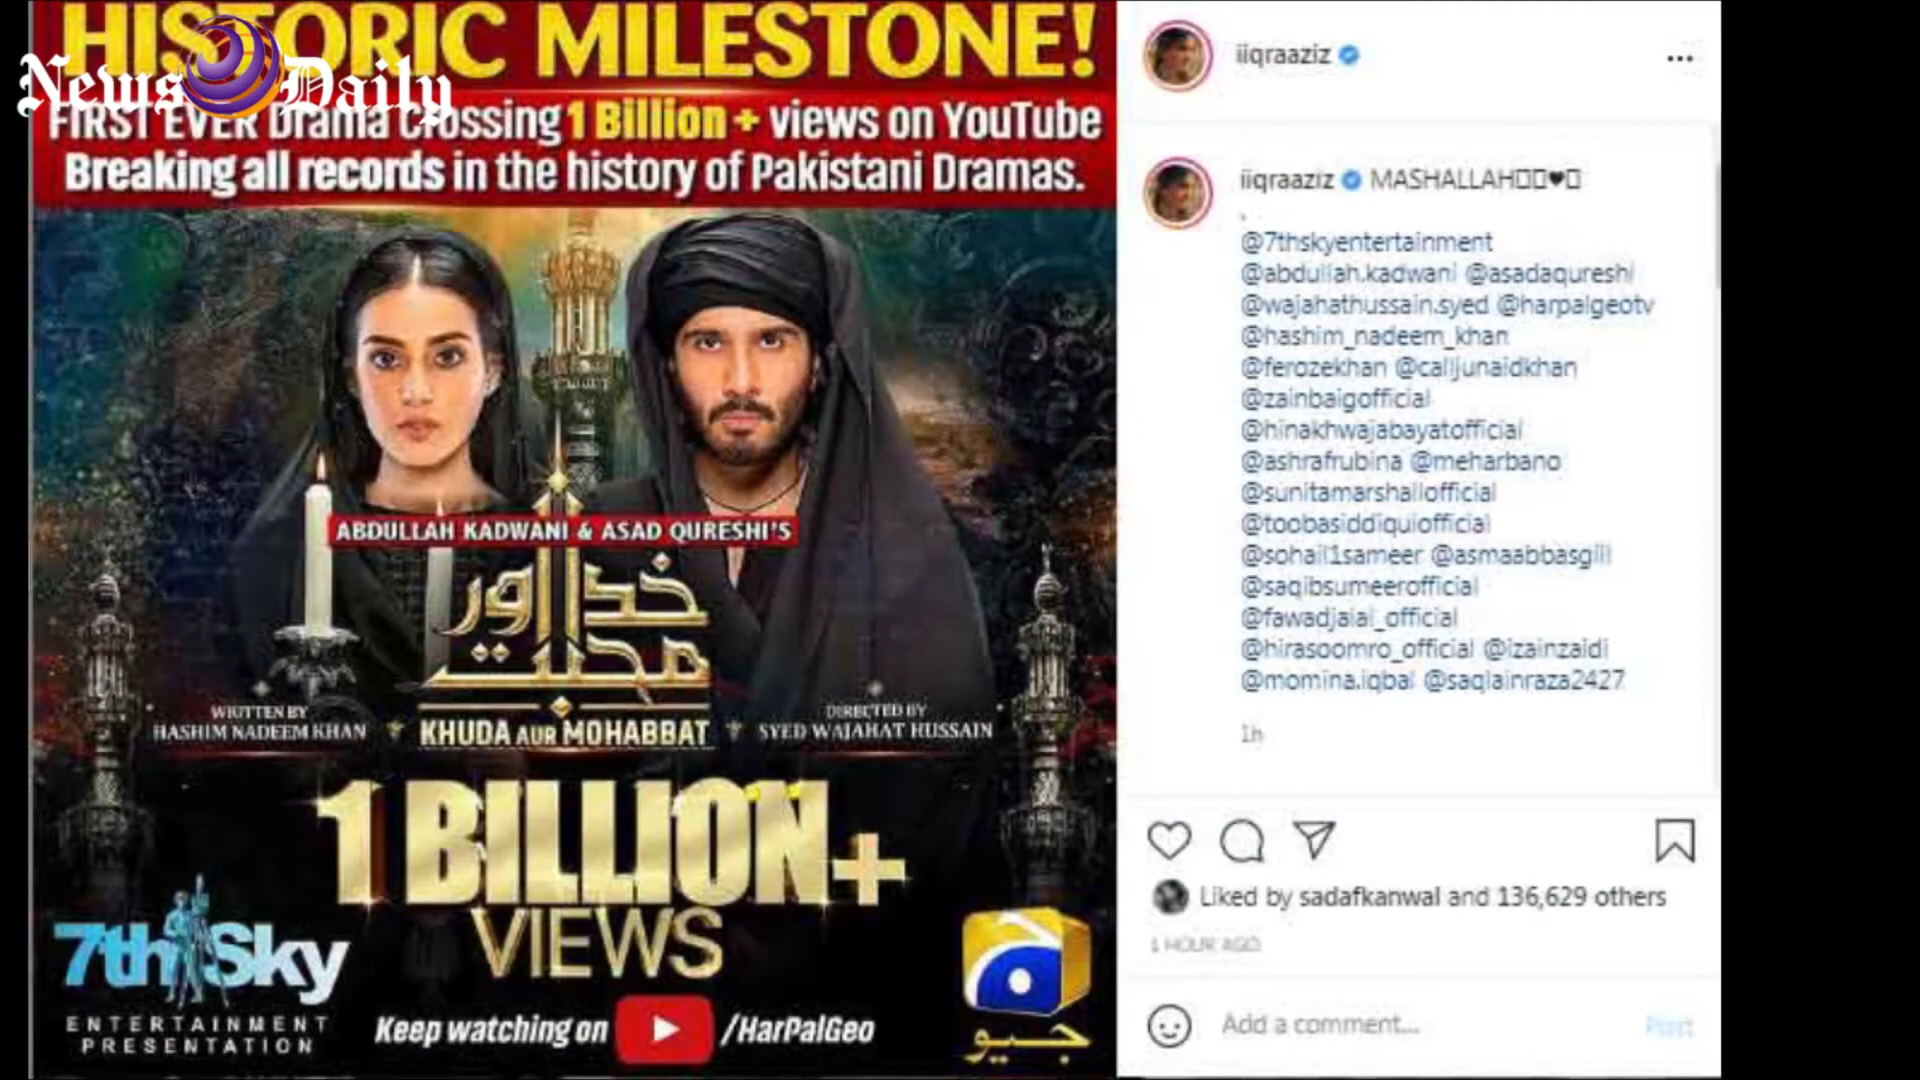 HISTORIC MILESTONE!
News Daily
FIRST EVER Drama Crossing 1 Billion + views on YouTube
Breaking all records in the history of Pakistani Dramas.
ABDULLAH KADWANI & ASAD QURESHI'S
خدا اور
محبت
KHUDA AUR MOHABBAT
WRITTEN BY
HASHIM NADEEM KHAN
DIRECTED BY
SYED WAJAHAT HUSSAIN
1 BILLION+
VIEWS
7th Sky
ENTERTAINMENT
PRESENTATION
Keep watching on /HarPalGeo
جيو
iiqraaziz
iiqraaziz MASHALLAH♥
.
@7thskyentertainment
@abdullah.kadwani @asadaqureshi
@wajahathussain.syed @harpalgeotv
@hashim_nadeem_khan
@ferozekhan @calljunaidkhan
@zainbaigofficial
@hinakhwajabayatofficial
@ashrafrubina @meharbano
@sunitamarshallofficial
@toobasiddiquiofficial
@sohail1sameer @asmaabbasgill
@saqibsumeerofficial
@fawadjalal_official
@hirasoomro_official @izainzaidi
@momina.iqbal @saqlainraza2427
1h
Liked by sadafkanwal and 136,629 others
1 HOUR AGO
Add a comment...
Post